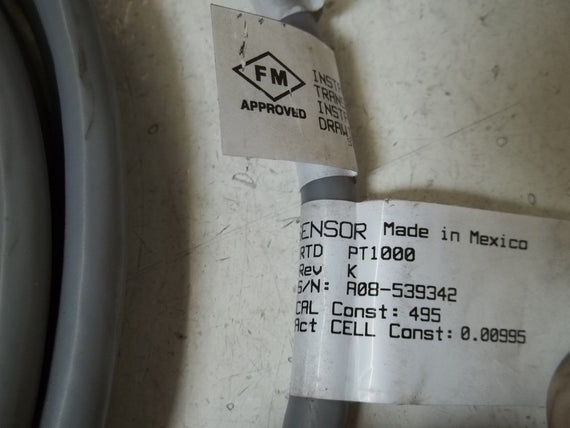 FM
APPROVED
INST
TRANS
INST
DRAW
ENSOR Made in Mexico
RTD PT1000
Rev K
S/N: A08-539342
CAL Const: 495
Act CELL Const: 0.00995